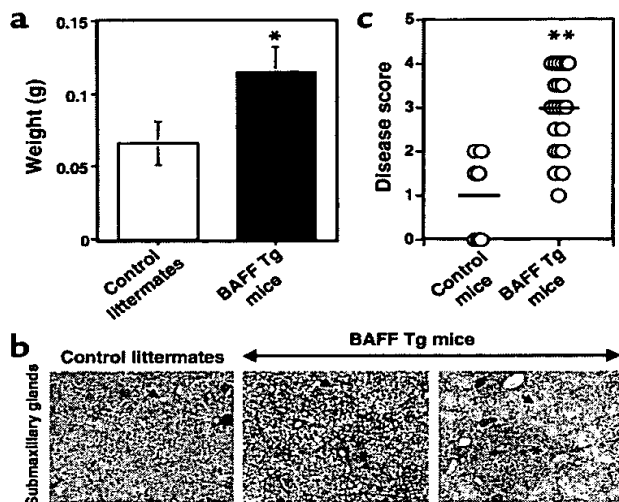 a
0.15
0.1
0.05
0
Weight (g)
*
Control
littermates
BAFF Tg
mice
c
5
4
3
2
1
0
Disease score
**
Control
mice
BAFF Tg
mice
b
Control littermates
BAFF Tg mice
Submaxillary glands